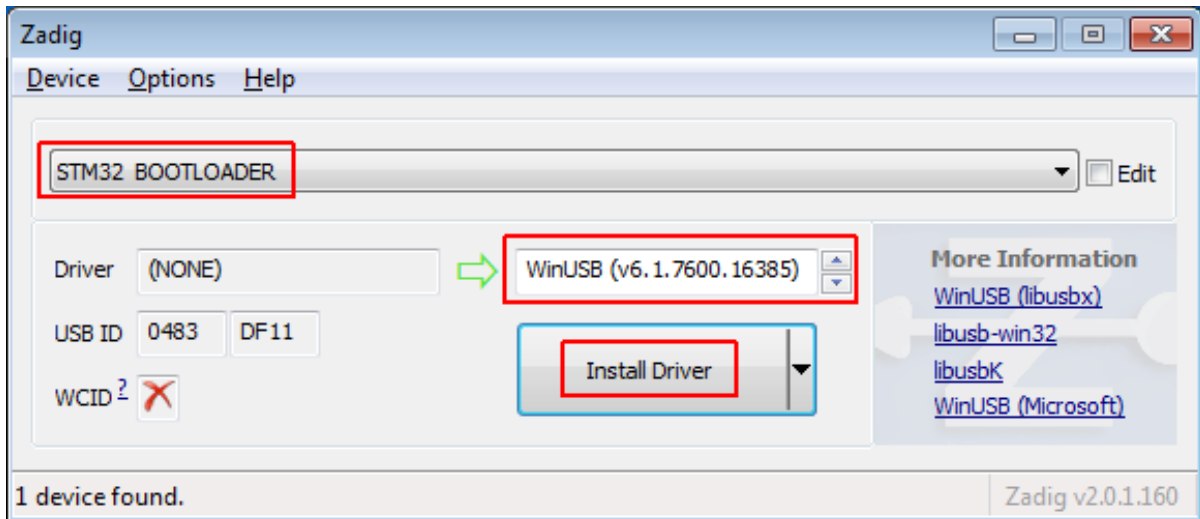 Zadig
Device Options Help
STM32 BOOTLOADER
Edit
Driver (NONE) WinUSB (v6.1.7600.16385)
USB ID 0483 DF11
WCID ?
Install Driver
More Information
WinUSB (libusbx)
libusb-win32
libusbK
WinUSB (Microsoft)
1 device found.
Zadig v2.0.1.160